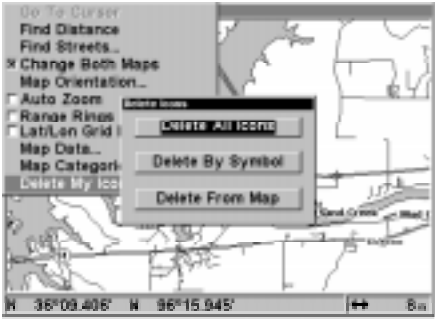 Go To Cursor
Find Distance
Find Streets...
Change Both Maps
Map Orientation...
Auto Zoom
Delete Icons
Range Rings
Delete All Icons
Lat/Lon Grid
Map Data...
Delete By Symbol
Map Categori
Delete My Ico
Delete From Map
Sand
N 36°09.406' W 96°15.945' ↔ 8